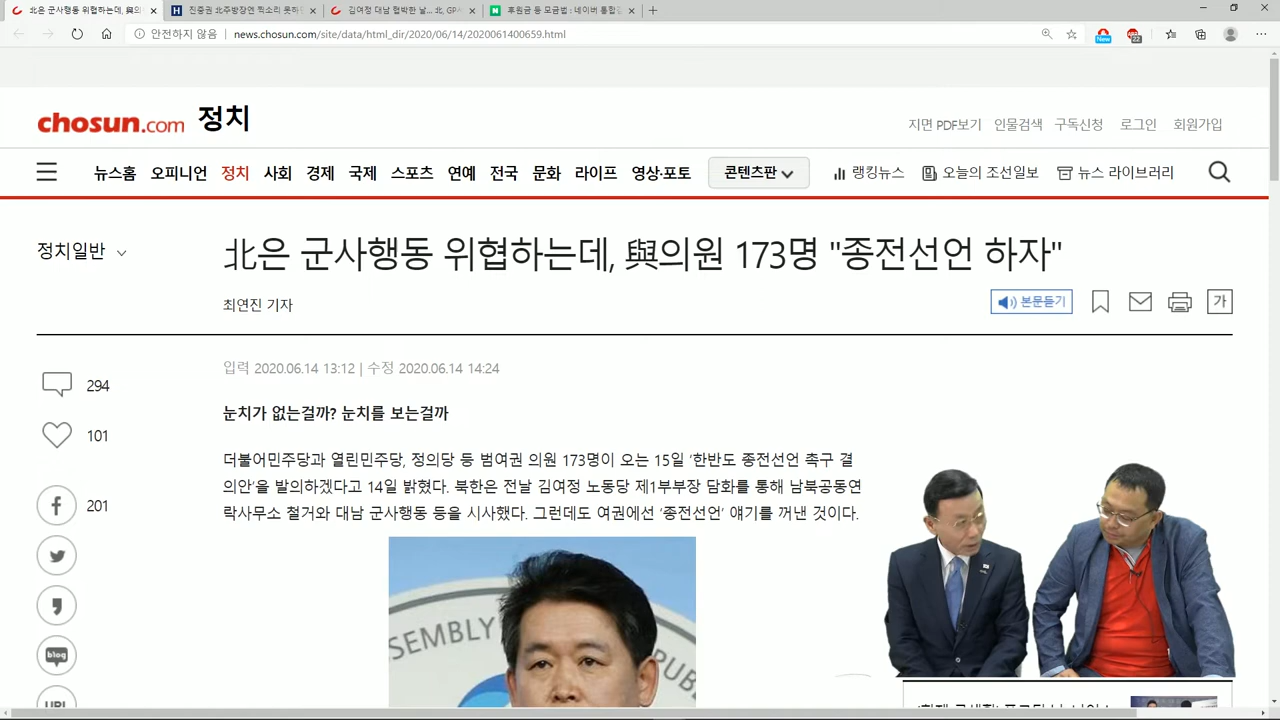 北은 군사행동 위협하는데, 與의
진중권 北주방장엔 찍소리 못하
김여정 대남 협박한 날... 北, GPS
후원금 등 모금법 : 네이버 통합검
안전하지 않음 news.chosun.com/site/data/html_dir/2020/06/14/2020061400659.html
New
22
chosun.com 정치
지면 PDF보기 인물검색 구독신청 로그인 회원가입
뉴스홈 오피니언 정치 사회 경제 국제 스포츠 연예 전국 문화 라이프 영상·포토 콘텐츠판 랭킹뉴스 오늘의 조선일보 뉴스 라이브러리
정치일반
北은 군사행동 위협하는데, 與의원 173명 "종전선언 하자"
최연진 기자
본문듣기 가
입력 2020.06.14 13:12 | 수정 2020.06.14 14:24
294
101
201
blog
URL
눈치가 없는걸까? 눈치를 보는걸까
더불어민주당과 열린민주당, 정의당 등 범여권 의원 173명이 오는 15일 '한반도 종전선언 촉구 결
의안'을 발의하겠다고 14일 밝혔다. 북한은 전날 김여정 노동당 제1부부장 담화를 통해 남북공동연
락사무소 철거와 대남 군사행동 등을 시사했다. 그런데도 여권에선 '종전선언' 얘기를 꺼낸 것이다.
SEMBLY
PUB